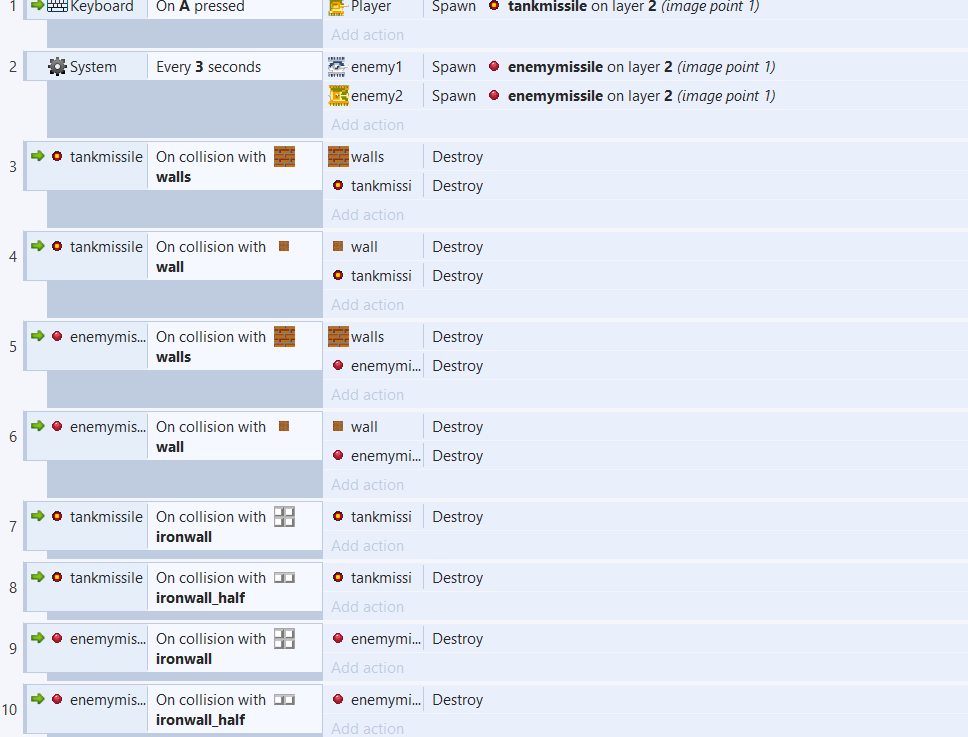 1 Keyboard On A pressed Player Spawn tankmissile on layer 2 (image point 1)
Add action
2 System Every 3 seconds enemy1 Spawn enemymissile on layer 2 (image point 1)
enemy2 Spawn enemymissile on layer 2 (image point 1)
Add action
3 tankmissile On collision with walls Destroy
walls tankmissi Destroy
Add action
4 tankmissile On collision with wall Destroy
wall tankmissi Destroy
Add action
5 enemymis... On collision with walls Destroy
walls enemymi... Destroy
Add action
6 enemymis... On collision with wall Destroy
wall enemymi... Destroy
Add action
7 tankmissile On collision with tankmissi Destroy
ironwall Add action
8 tankmissile On collision with tankmissi Destroy
ironwall_half Add action
9 enemymis... On collision with enemymi... Destroy
ironwall Add action
10 enemymis... On collision with enemymi... Destroy
ironwall_half Add action